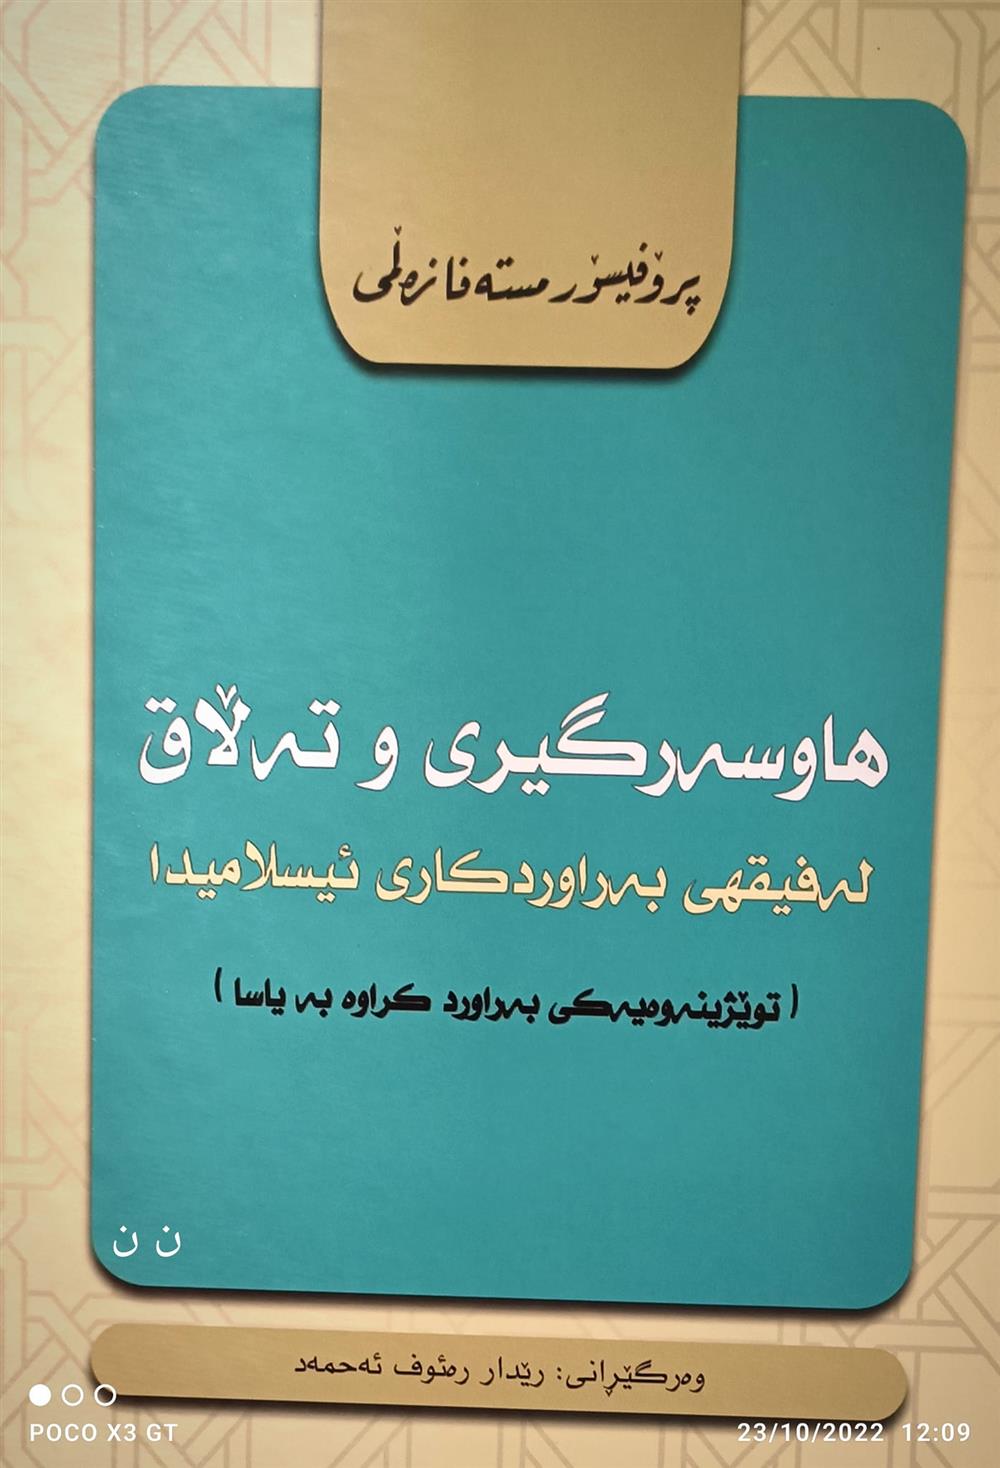 پرۆفیسۆر مستەفا زەڵمی
هاوسەرگیری و تەڵاق
لەفیقهی بەراوردکاری ئیسلامیدا
( توێژینەوەیەکی بەراورد کراوە بە یاسا )
ن ن
وەرگێڕانی: رێدار رەئوف ئەحمەد
POCO X3 GT
23/10/2022 12:09